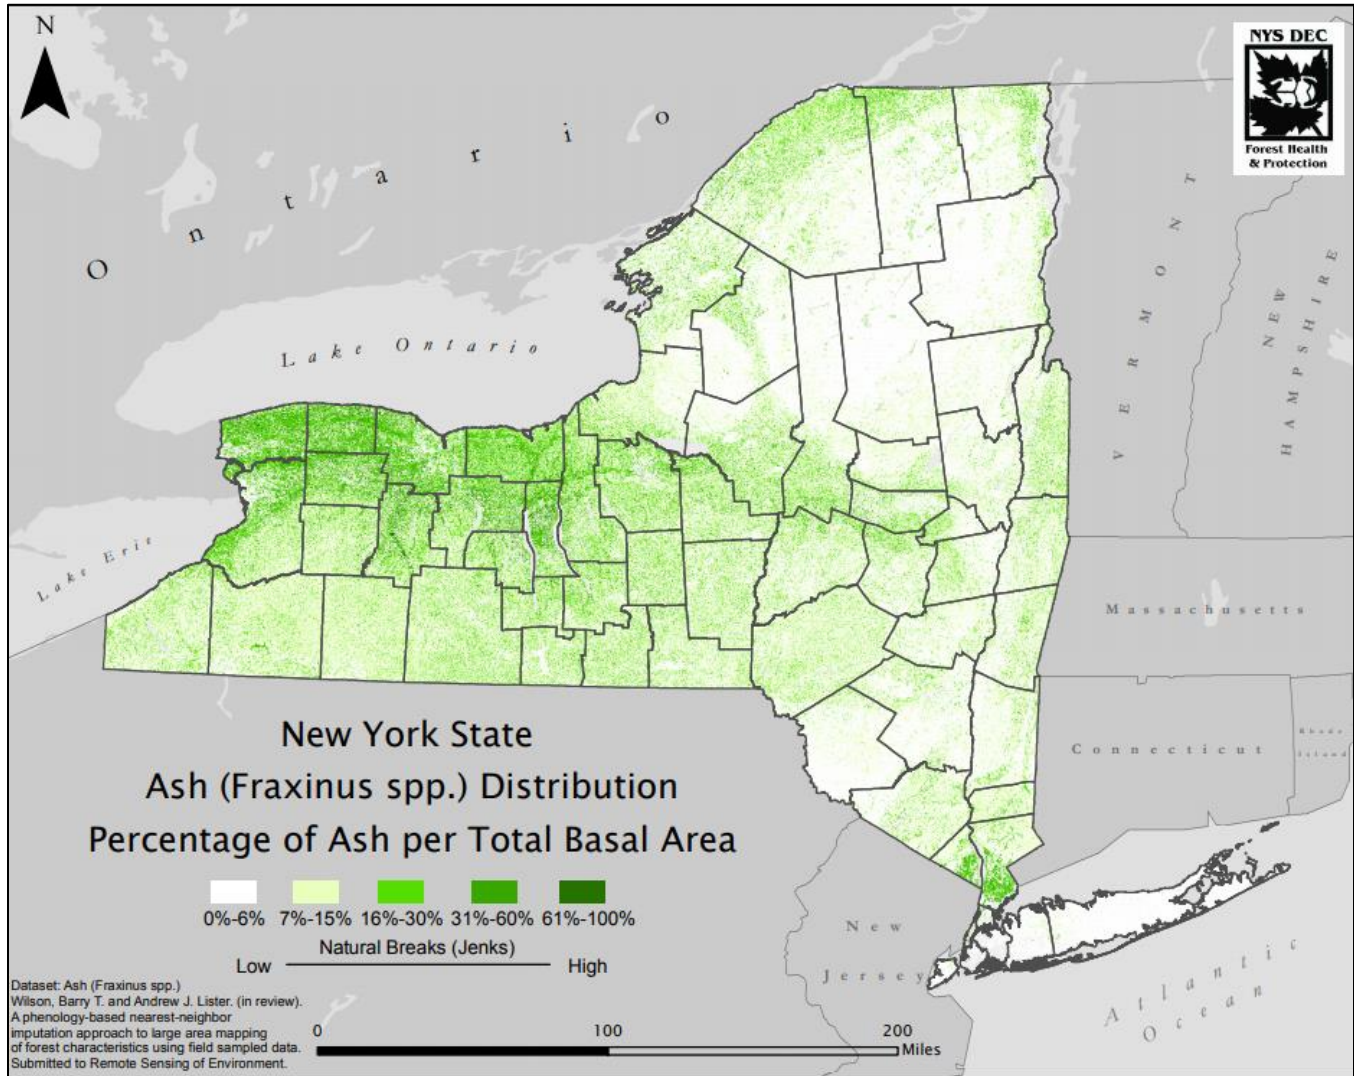 N
NYS DEC
Forest Health
& Protection
Ontario
Lake Ontario
VERMONT
NEW
HAMPSHIRE
Lake Erie
Massachusetts
Connecticut
Rhode
Island
New
Jersey
Atlantic
Ocean
New York State
Ash (Fraxinus spp.) Distribution
Percentage of Ash per Total Basal Area
0%-6% 7%-15% 16%-30% 31%-60% 61%-100%
Natural Breaks (Jenks)
Low High
Dataset: Ash (Fraxinus spp.)
Wilson, Barry T. and Andrew J. Lister. (in review).
A phenology-based nearest-neighbor
imputation approach to large area mapping
of forest characteristics using field sampled data.
Submitted to Remote Sensing of Environment.
0 100 200
Miles